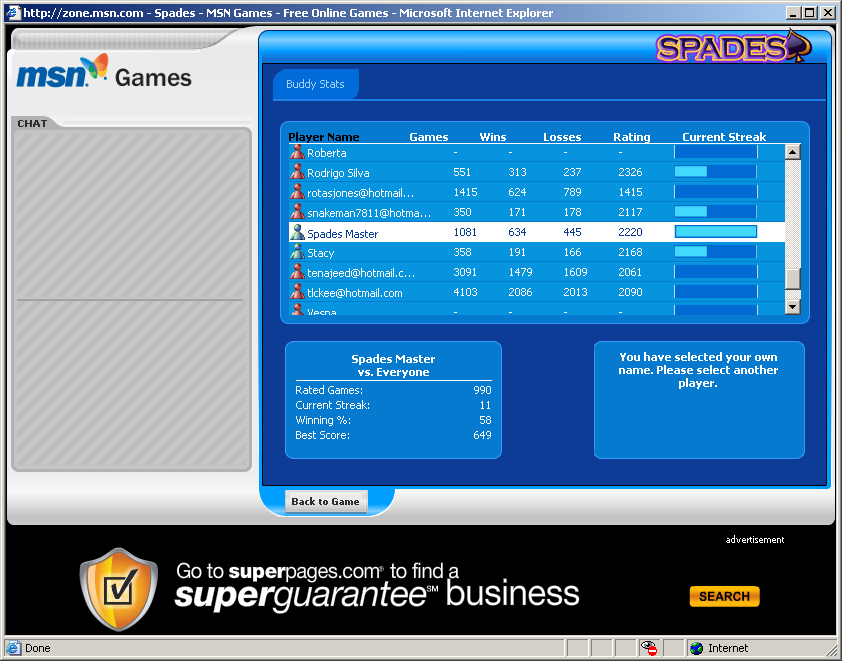 http://zone.msn.com - Spades - MSN Games - Free Online Games - Microsoft Internet Explorer
msn Games
SPADES
Buddy Stats
CHAT
Player Name Games Wins Losses Rating Current Streak
Roberta - - - -
Rodrigo Silva 551 313 237 2326
rotasjones@hotmail... 1415 624 789 1415
snakeman7811@hotma... 350 171 178 2117
Spades Master 1081 634 445 2220
Stacy 358 191 166 2168
tenajeed@hotmail.c... 3091 1479 1609 2061
tlckee@hotmail.com 4103 2086 2013 2090
Vesna - - - -
Spades Master
vs. Everyone
Rated Games: 990
Current Streak: 11
Winning %: 58
Best Score: 649
You have selected your own
name. Please select another
player.
Back to Game
advertisement
Go to superpages.com® to find a
superguarantee℠ business
SEARCH
Done Internet